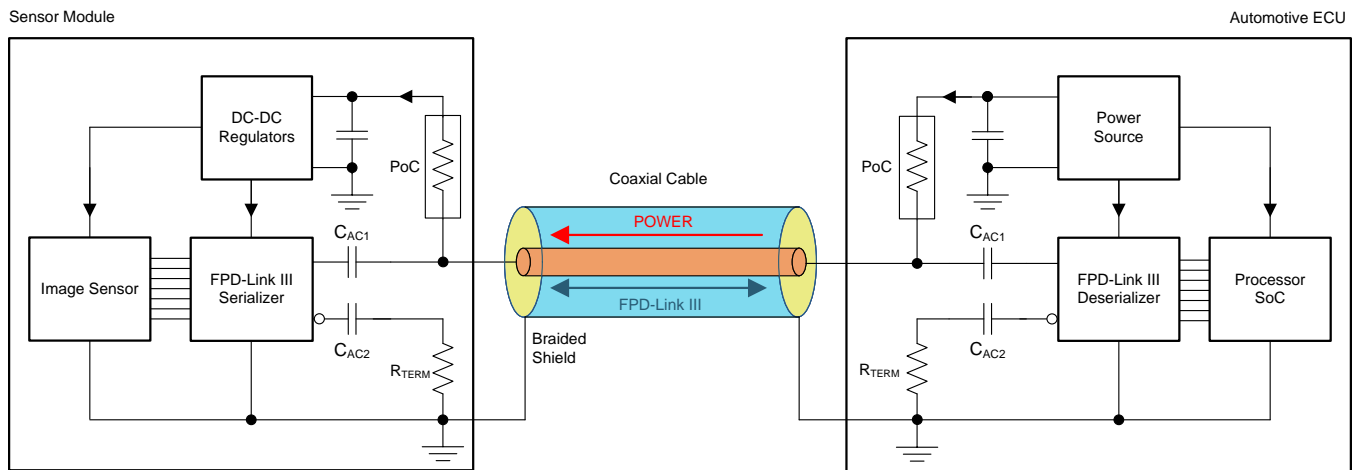 Sensor Module
Automotive ECU
DC-DC
Regulators
PoC
Image Sensor
FPD-Link III
Serializer
CAC1
CAC2
RTERM
Coaxial Cable
POWER
FPD-Link III
Braided
Shield
PoC
Power
Source
CAC1
FPD-Link III
Deserializer
Processor
SoC
CAC2
RTERM